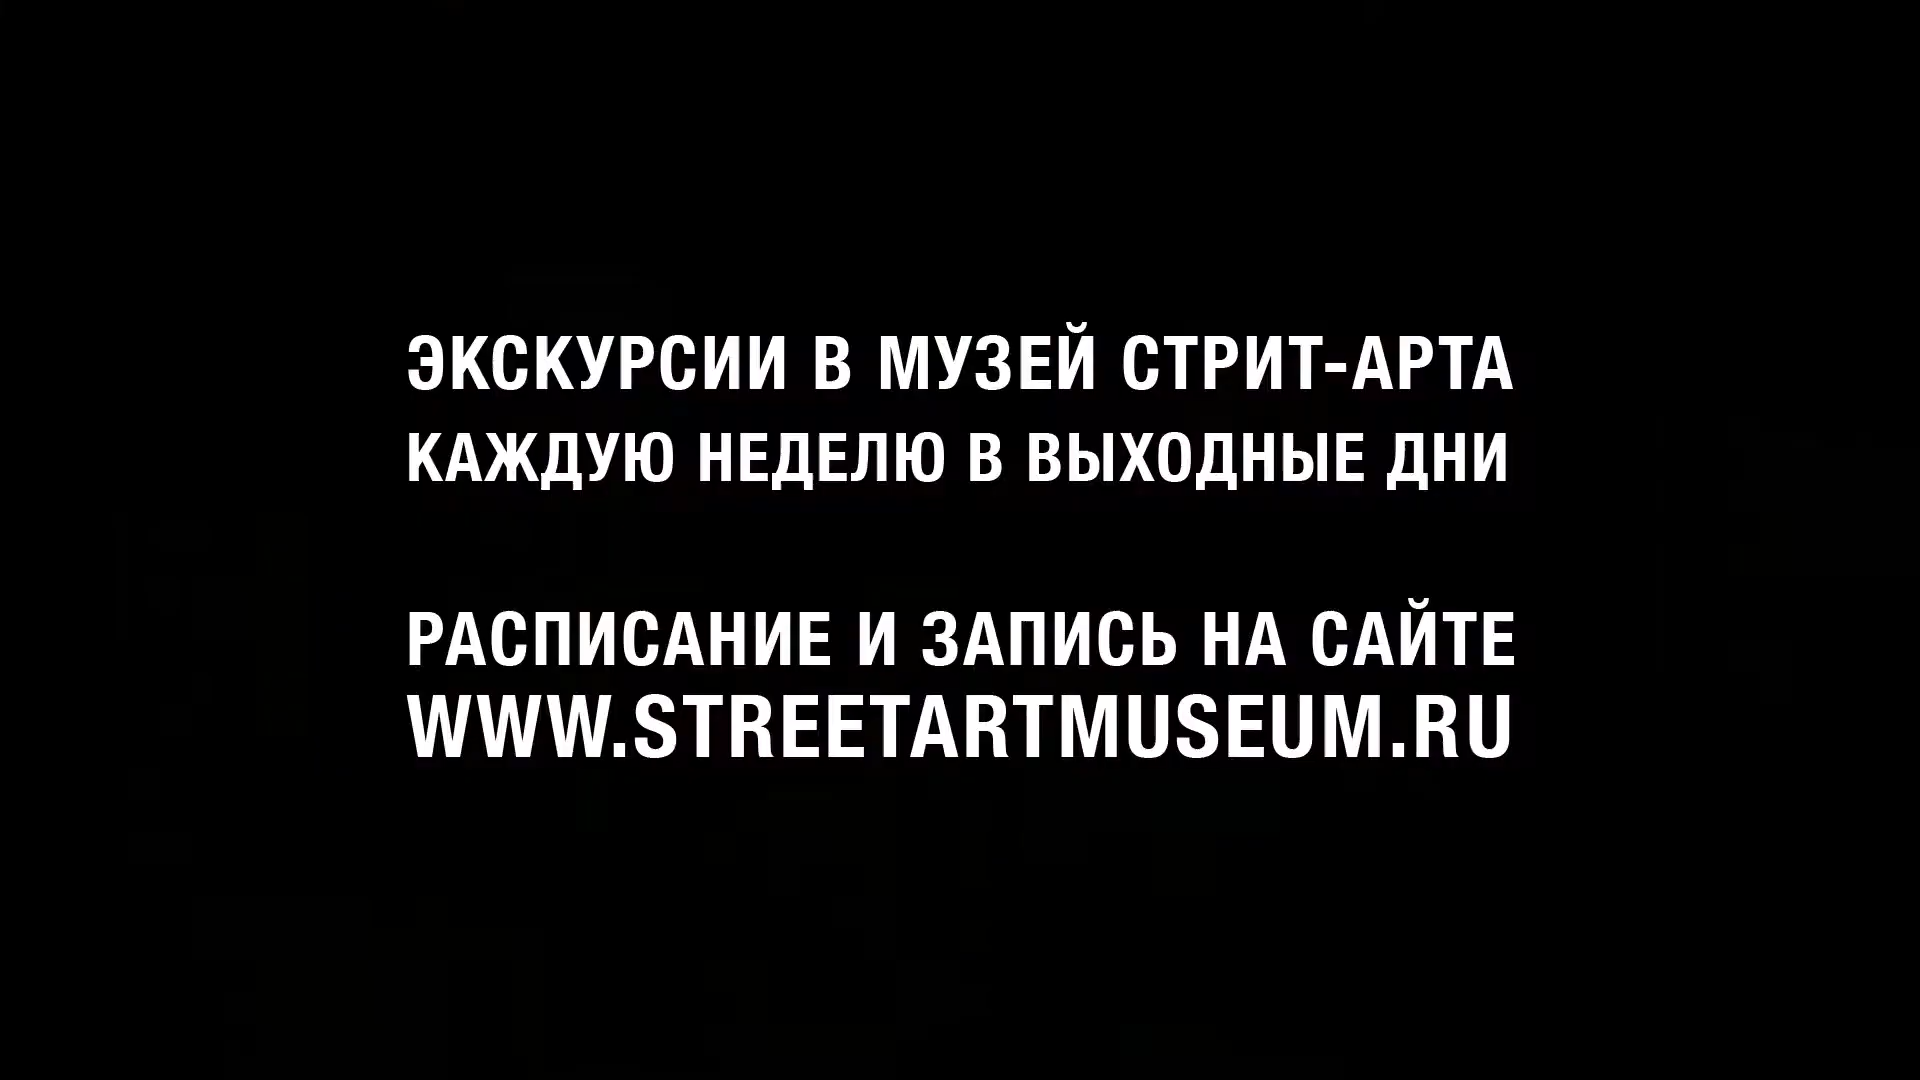 ЭКСКУРСИИ В МУЗЕЙ СТРИТ-АРТА
КАЖДУЮ НЕДЕЛЮ В ВЫХОДНЫЕ ДНИ
РАСПИСАНИЕ И ЗАПИСЬ НА САЙТЕ
WWW.STREETARTMUSEUM.RU